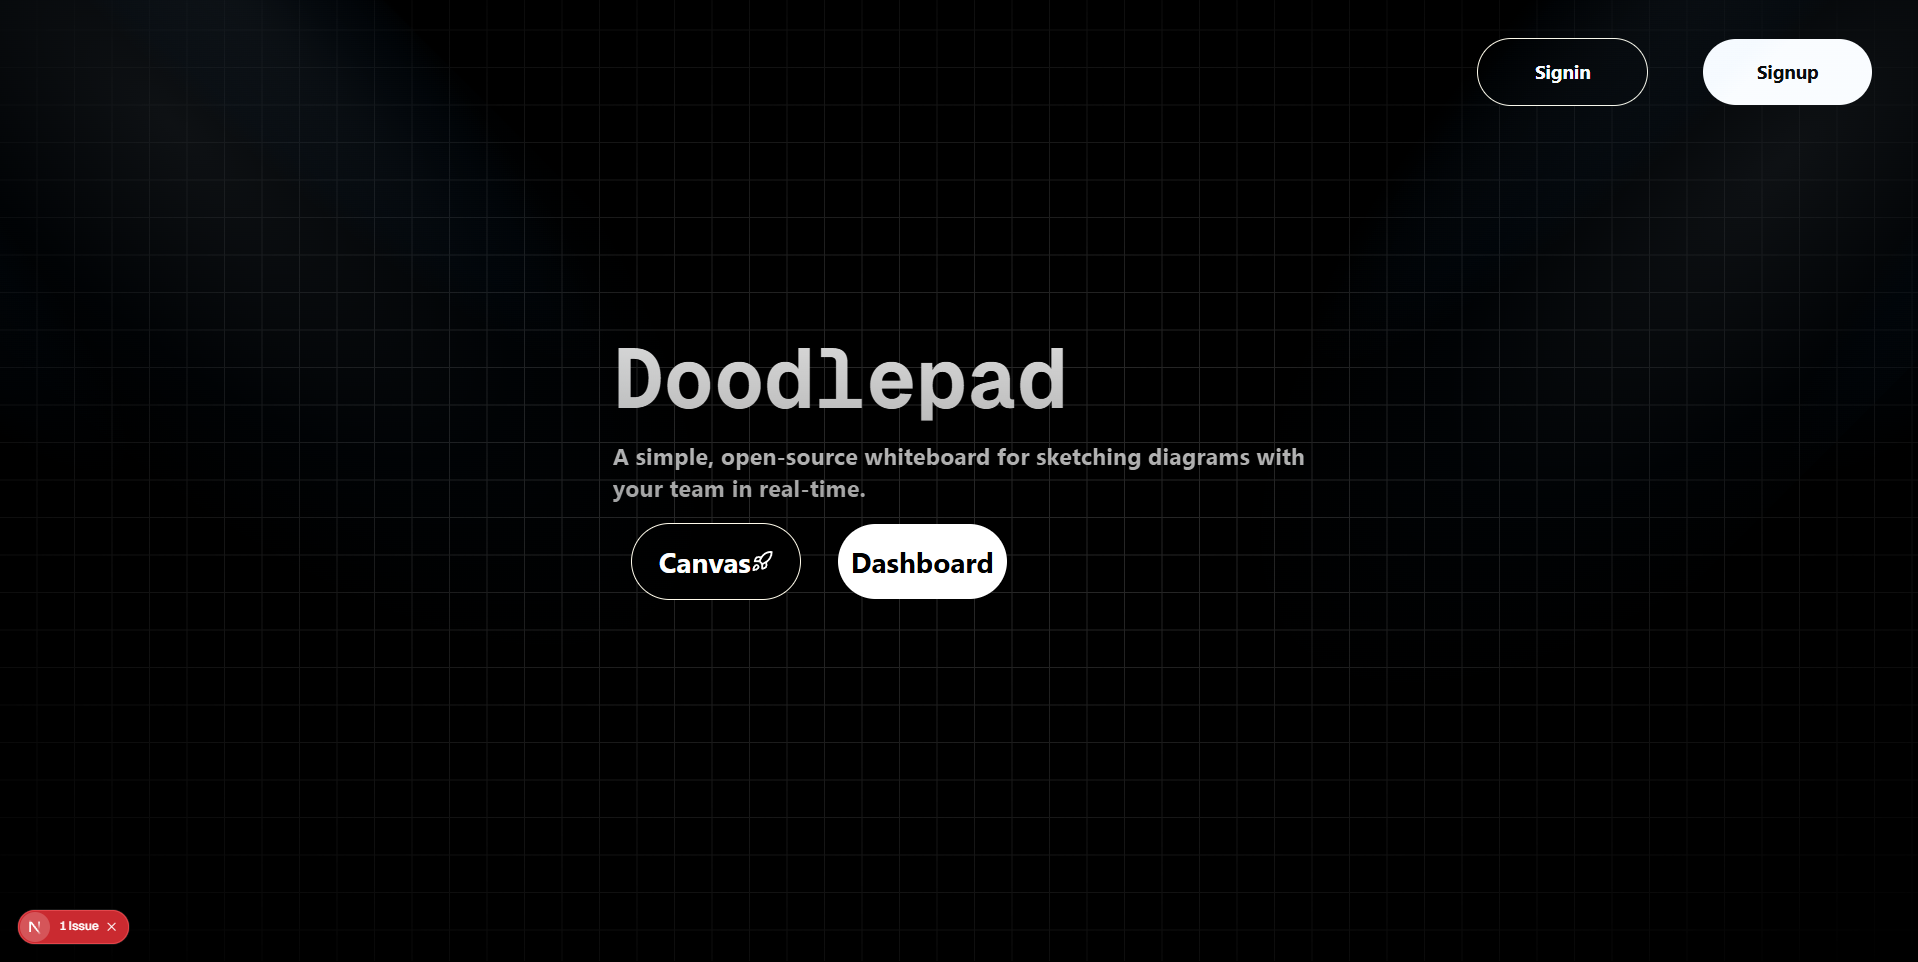 Signin
Signup
Doodlepad
A simple, open-source whiteboard for sketching diagrams with
your team in real-time.
Canvas
Dashboard
N 1 Issue